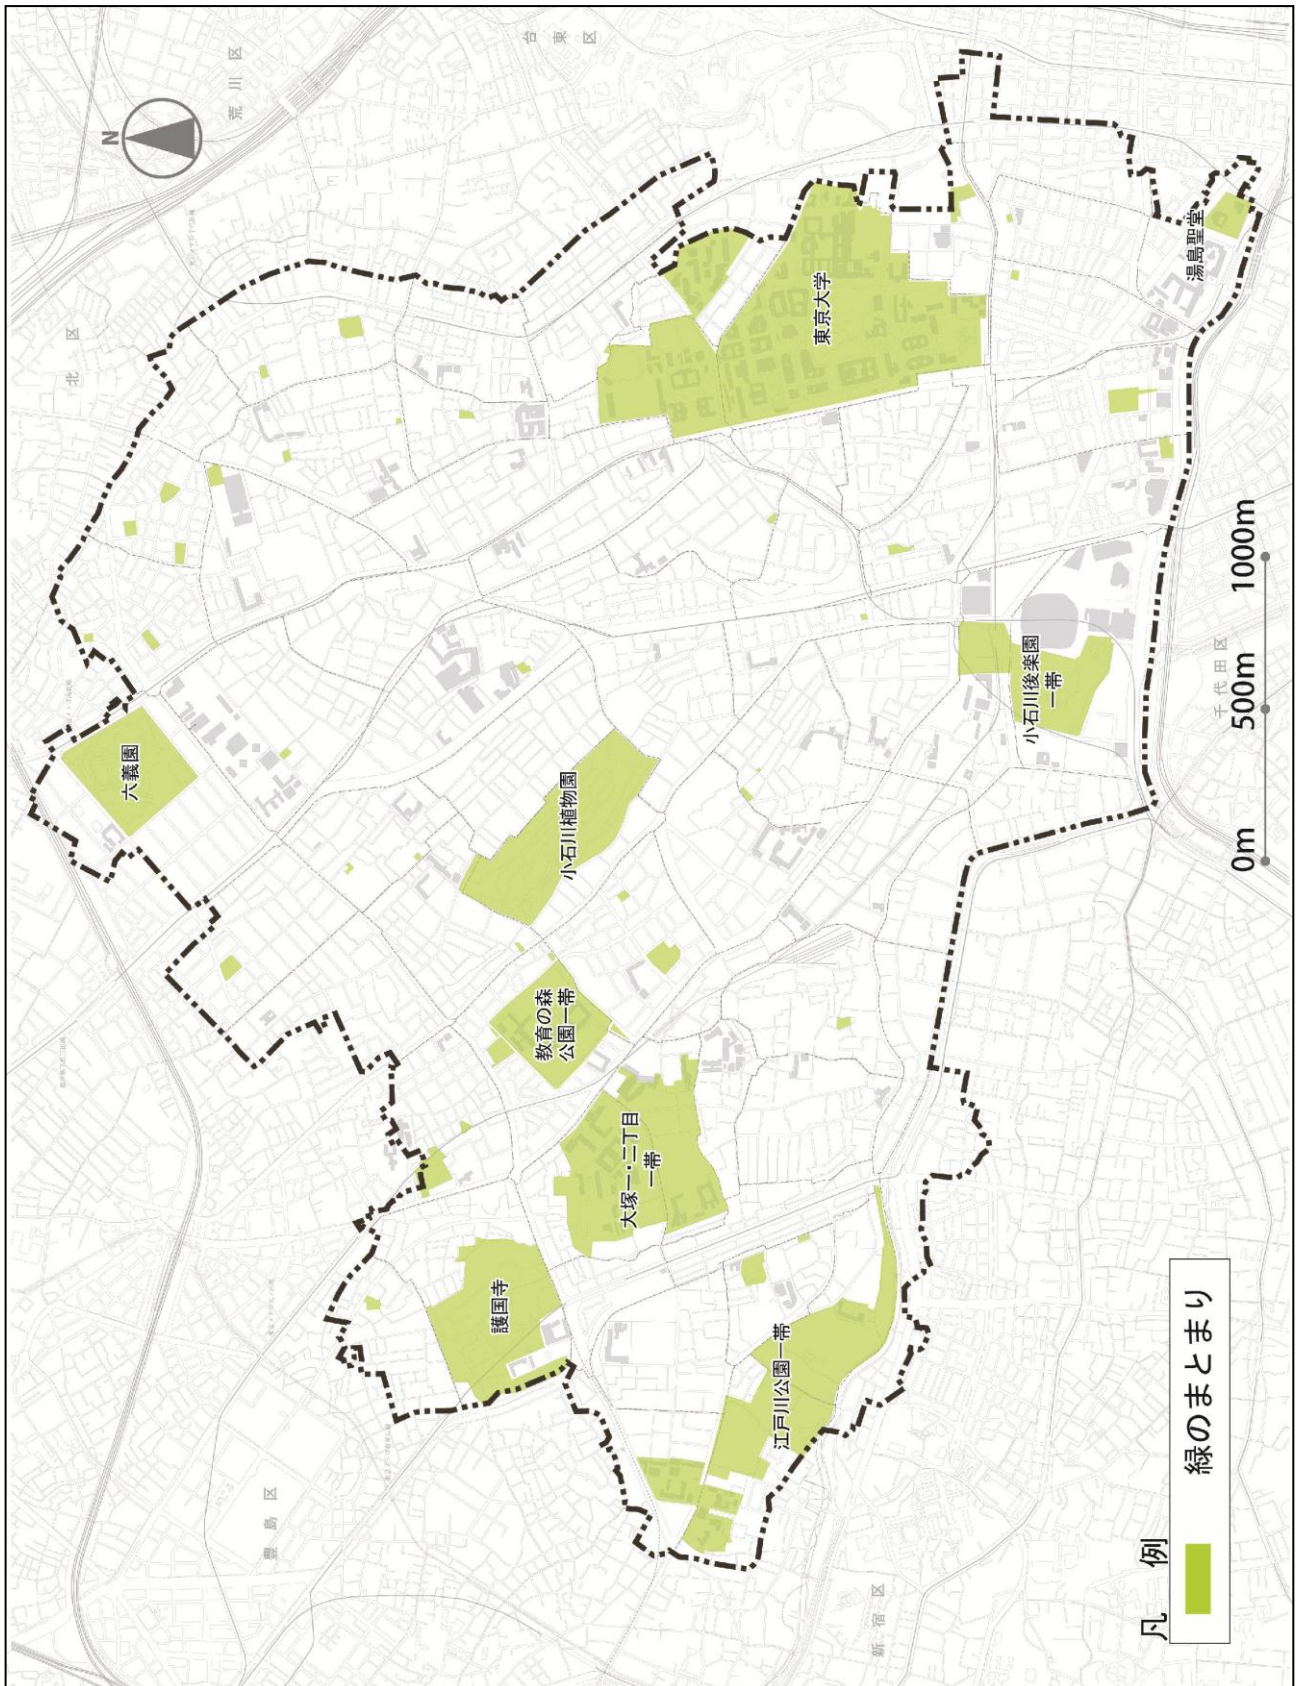 N
荒川区
台東区
北区
六義園
東京大学
湯島聖堂
小石川植物園
小石川後楽園
一帯
教育の森
公園一帯
大塚一・二丁目
一帯
護国寺
江戸川公園一帯
豊島区
新宿区
千代田区
0m
500m
1000m
凡 例
緑のまとまり